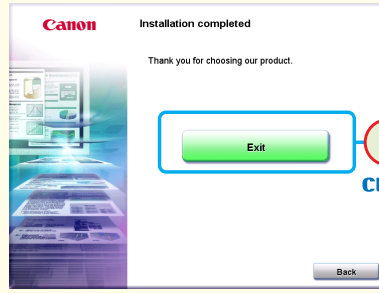 Canon
Installation completed
Thank you for choosing our product.
Exit
Back